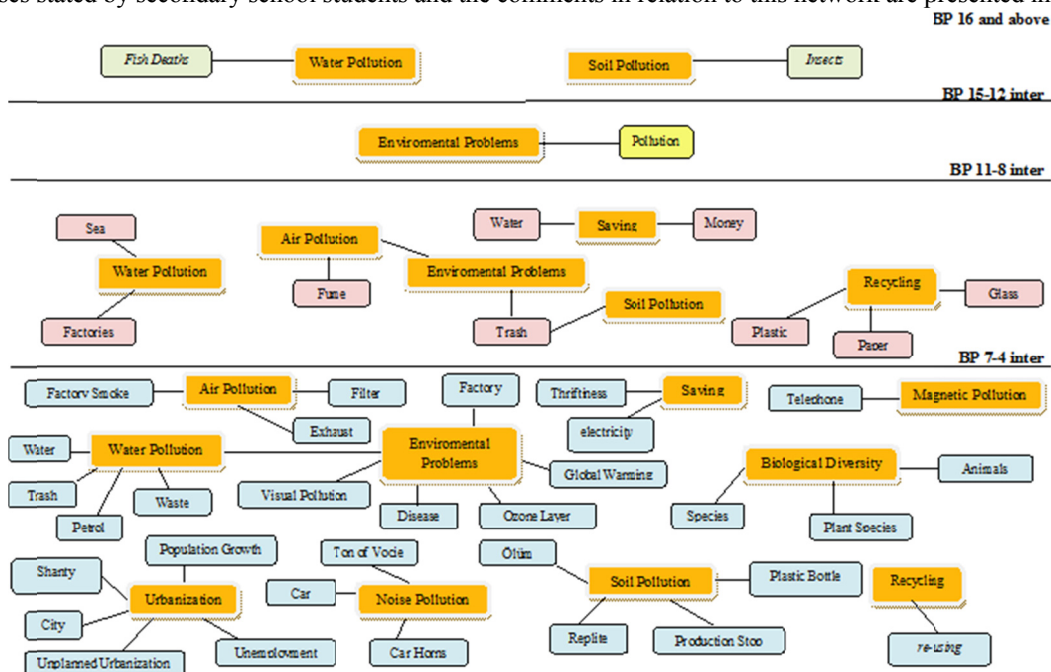 ses stated by secondary school students and the comments in relation to this network are presented in
BP 16 and above
Fish Deaths
Water Pollution
Soil Pollution
Insects
BP 15-12 inter
Enviromental Problems
Pollution
BP 11-8 inter
Sea
Water
Saving
Money
Air Pollution
Water Pollution
Enviromental Problems
Fume
Recycling
Glass
Soil Pollution
Factories
Trash
Plastic
Paper
BP 7-4 inter
Factory Smoke
Air Pollution
Filter
Factory
Thriftiness
Saving
Telephone
Magnetic Pollution
Exhaust
electricity
Water
Water Pollution
Enviromental
Problems
Global Warming
Biological Diversity
Animals
Trash
Waste
Visual Pollution
Petrol
Disease
Ozone Layer
Species
Plant Species
Population Growth
Ton of Vocie
Ölüm
Shanty
Urbanization
Car
Noise Pollution
Soil Pollution
Plastic Bottle
Recycling
City
Unplanned Urbanization
Unemployment
Car Horns
Replite
Production Stop
re-using